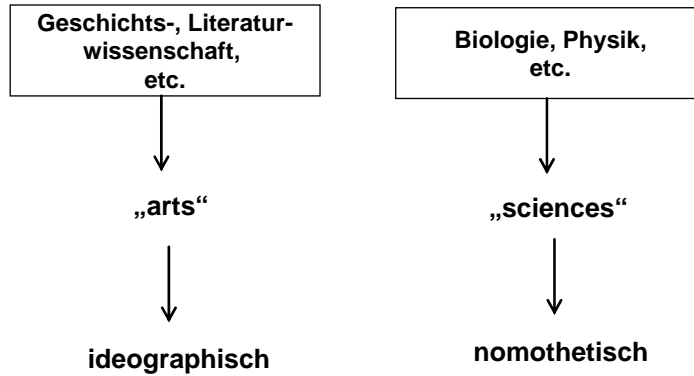 Geschichts-, Literatur-
wissenschaft,
etc.
Biologie, Physik,
etc.
„arts“
„sciences“
ideographisch
nomothetisch